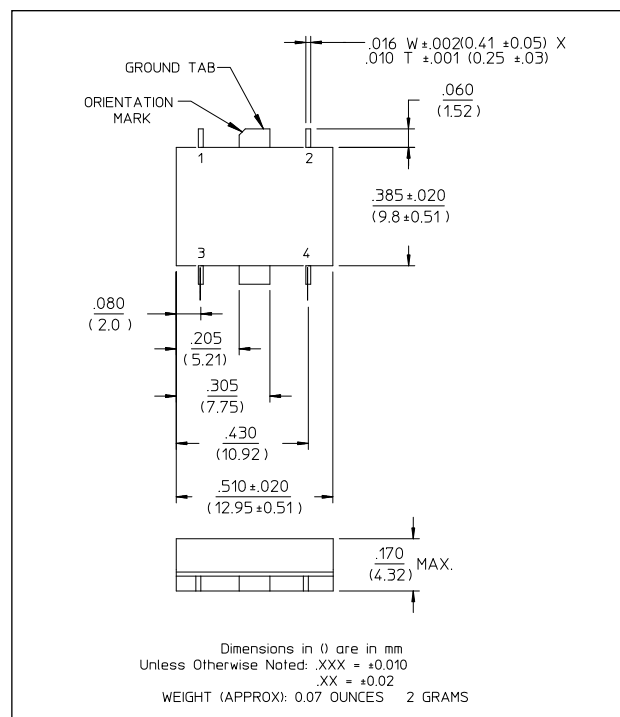 .016 W±.002(0.41 ±0.05) X
.010 T ±.001 (0.25 ±.03)
GROUND TAB
ORIENTATION
MARK
.060
(1.52)
1
2
.385±.020
(9.8±0.51)
3
4
.080
( 2.0 )
.205
(5.21)
.305
(7.75)
.430
(10.92)
.510±.020
(12.95±0.51)
.170
(4.32)
MAX.
Dimensions in () are in mm
Unless Otherwise Noted: .XXX = ±0.010
.XX = ±0.02
WEIGHT (APPROX): 0.07 OUNCES 2 GRAMS